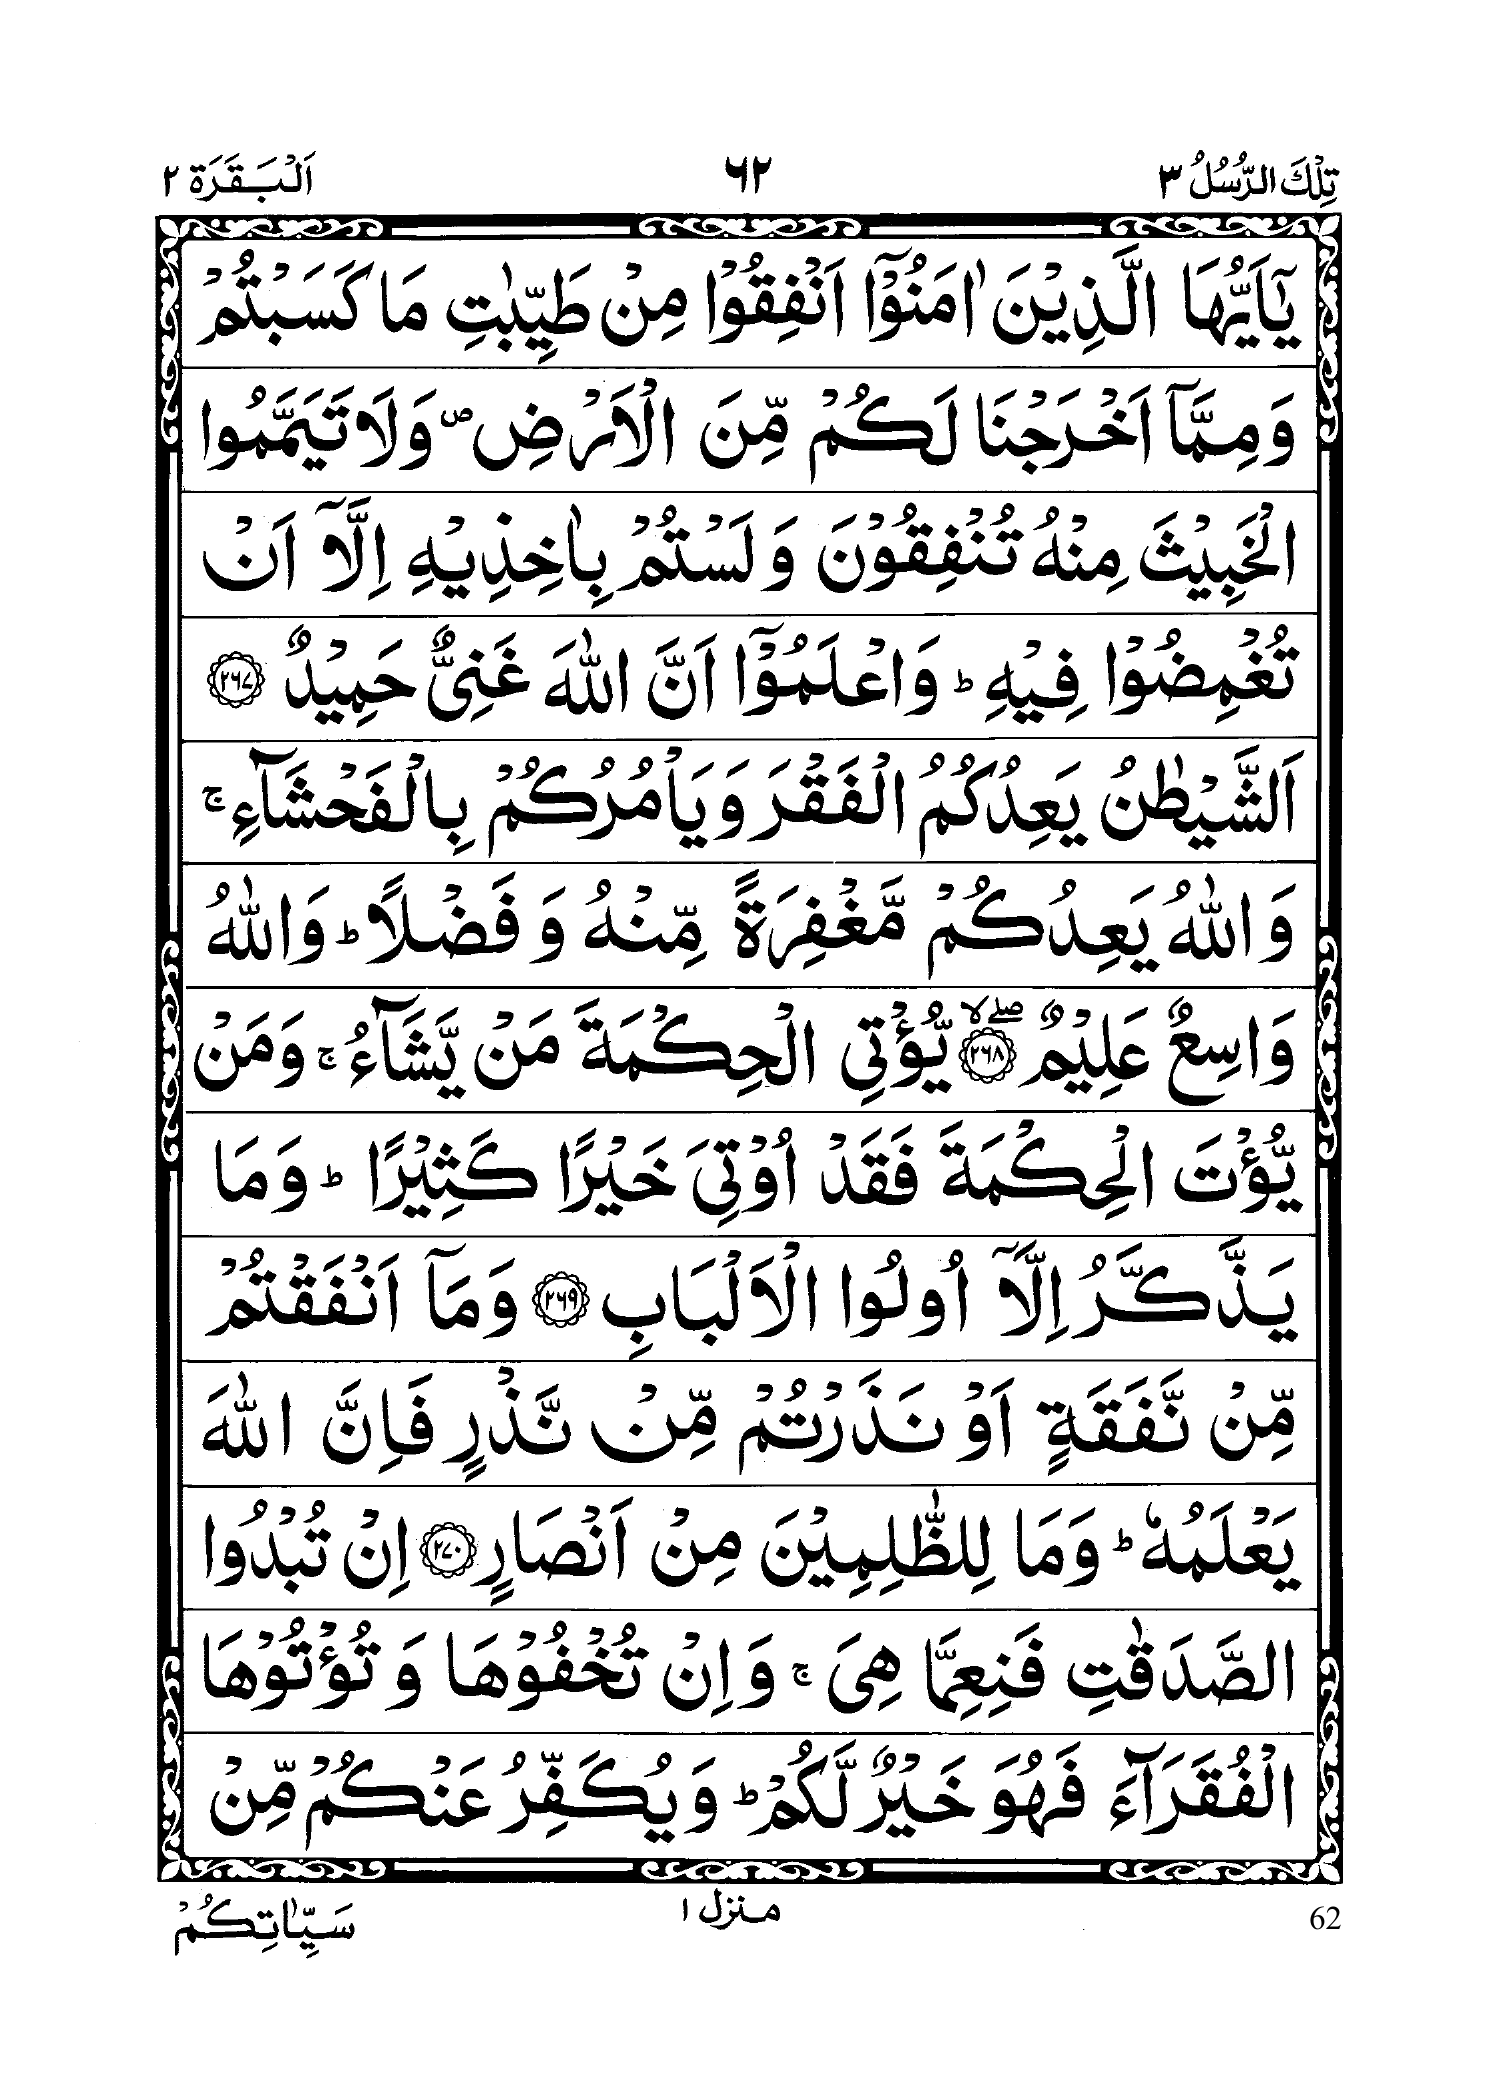 تِلْكَ الرُّسُلُ ٣
٦٢
اَلْبَقَرَة ٢
يٰۤاَيُّهَا الَّذِيْنَ اٰمَنُوْۤا اَنْفِقُوْا مِنْ طَيِّبٰتِ مَا كَسَبْتُمْ
وَمِمَّاۤ اَخْرَجْنَا لَكُمْ مِّنَ الْاَرْضِ ۪ وَلَا تَيَمَّمُوا
الْخَبِيْثَ مِنْهُ تُنْفِقُوْنَ وَلَسْتُمْ بِاٰخِذِيْهِ اِلَّاۤ اَنْ
تُغْمِضُوْا فِيْهِ ؕ وَاعْلَمُوْۤا اَنَّ اللّٰهَ غَنِيٌّ حَمِيْدٌ ۝٢٦٧
اَلشَّيْطٰنُ يَعِدُكُمُ الْفَقْرَ وَيَاْمُرُكُمْ بِالْفَحْشَآءِ ۚ
وَاللّٰهُ يَعِدُكُمْ مَّغْفِرَةً مِّنْهُ وَفَضْلًا ؕ وَاللّٰهُ
وَاسِعٌ عَلِيْمٌ ۝٢٦٨ ۖۙ يُّؤْتِي الْحِكْمَةَ مَنْ يَّشَآءُ ۚ وَمَنْ
يُّؤْتَ الْحِكْمَةَ فَقَدْ اُوْتِيَ خَيْرًا كَثِيْرًا ؕ وَمَا
يَذَّكَّرُ اِلَّاۤ اُولُوا الْاَلْبَابِ ۝٢٦٩ وَمَاۤ اَنْفَقْتُمْ
مِّنْ نَّفَقَةٍ اَوْ نَذَرْتُمْ مِّنْ نَّذْرٍ فَاِنَّ اللّٰهَ
يَعْلَمُهٗ ؕ وَمَا لِلظّٰلِمِيْنَ مِنْ اَنْصَارٍ ۝٢٧٠ اِنْ تُبْدُوا
الصَّدَقٰتِ فَنِعِمَّا هِيَ ۚ وَاِنْ تُخْفُوْهَا وَتُؤْتُوْهَا
الْفُقَرَآءَ فَهُوَ خَيْرٌ لَّكُمْ ؕ وَيُكَفِّرُ عَنْكُمْ مِّنْ
62
منزل ١
سَيِّاٰتِكُمْ